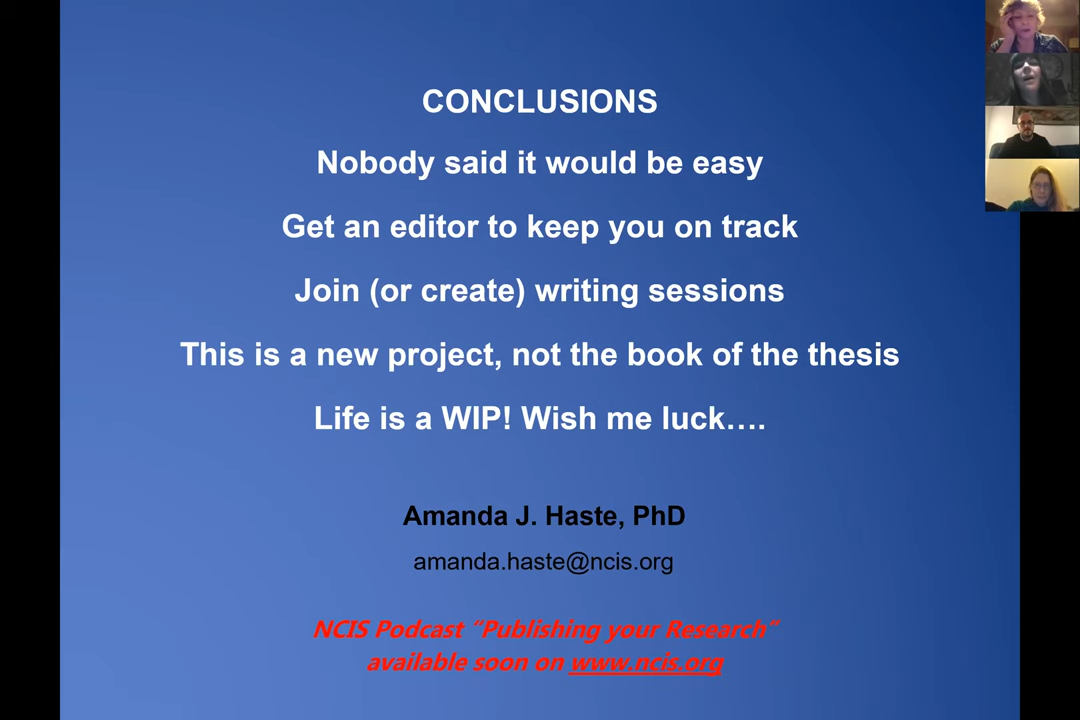 CONCLUSIONS
Nobody said it would be easy
Get an editor to keep you on track
Join (or create) writing sessions
This is a new project, not the book of the thesis
Life is a WIP! Wish me luck….
Amanda J. Haste, PhD
amanda.haste@ncis.org
NCIS Podcast “Publishing your Research”
available soon on www.ncis.org